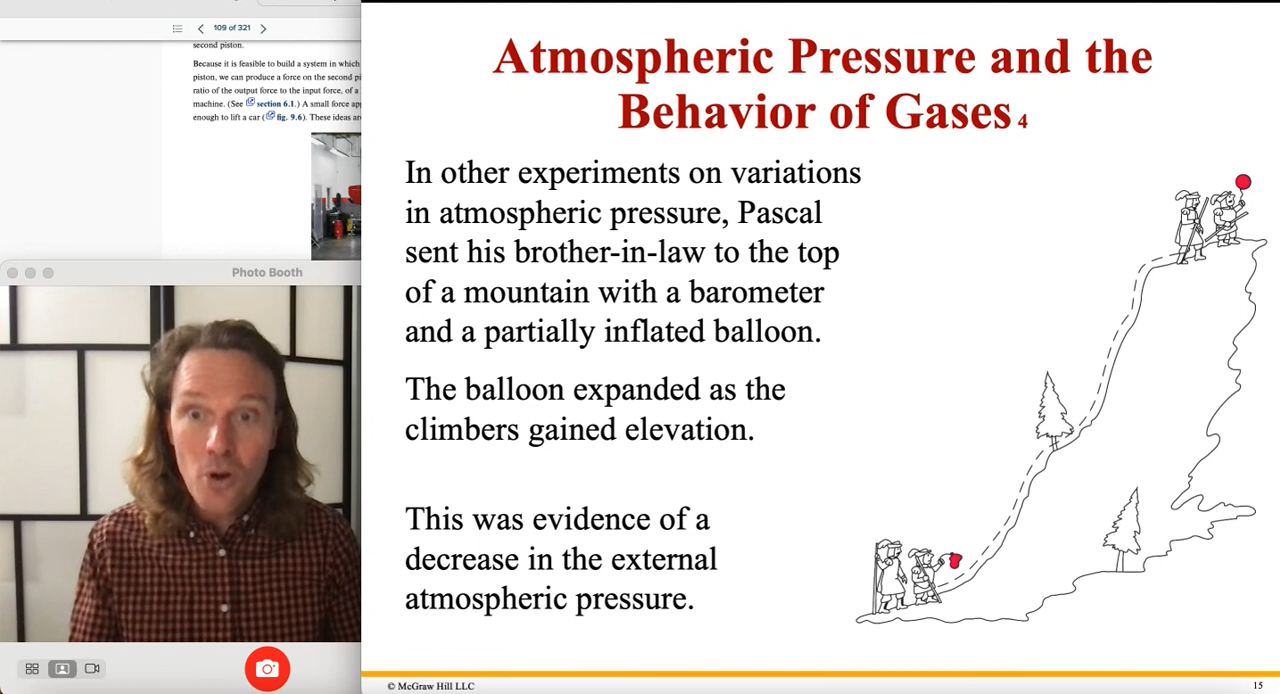 109 of 321
second piston.
Because it is feasible to build a system in which
piston, we can produce a force on the second pi
ratio of the output force to the input force, of a
machine. (See section 6.1.) A small force ap
enough to lift a car (fig. 9.6). These ideas ar
Photo Booth
Atmospheric Pressure and the
Behavior of Gases 4
In other experiments on variations
in atmospheric pressure, Pascal
sent his brother-in-law to the top
of a mountain with a barometer
and a partially inflated balloon.
The balloon expanded as the
climbers gained elevation.
This was evidence of a
decrease in the external
atmospheric pressure.
© McGraw Hill LLC
15